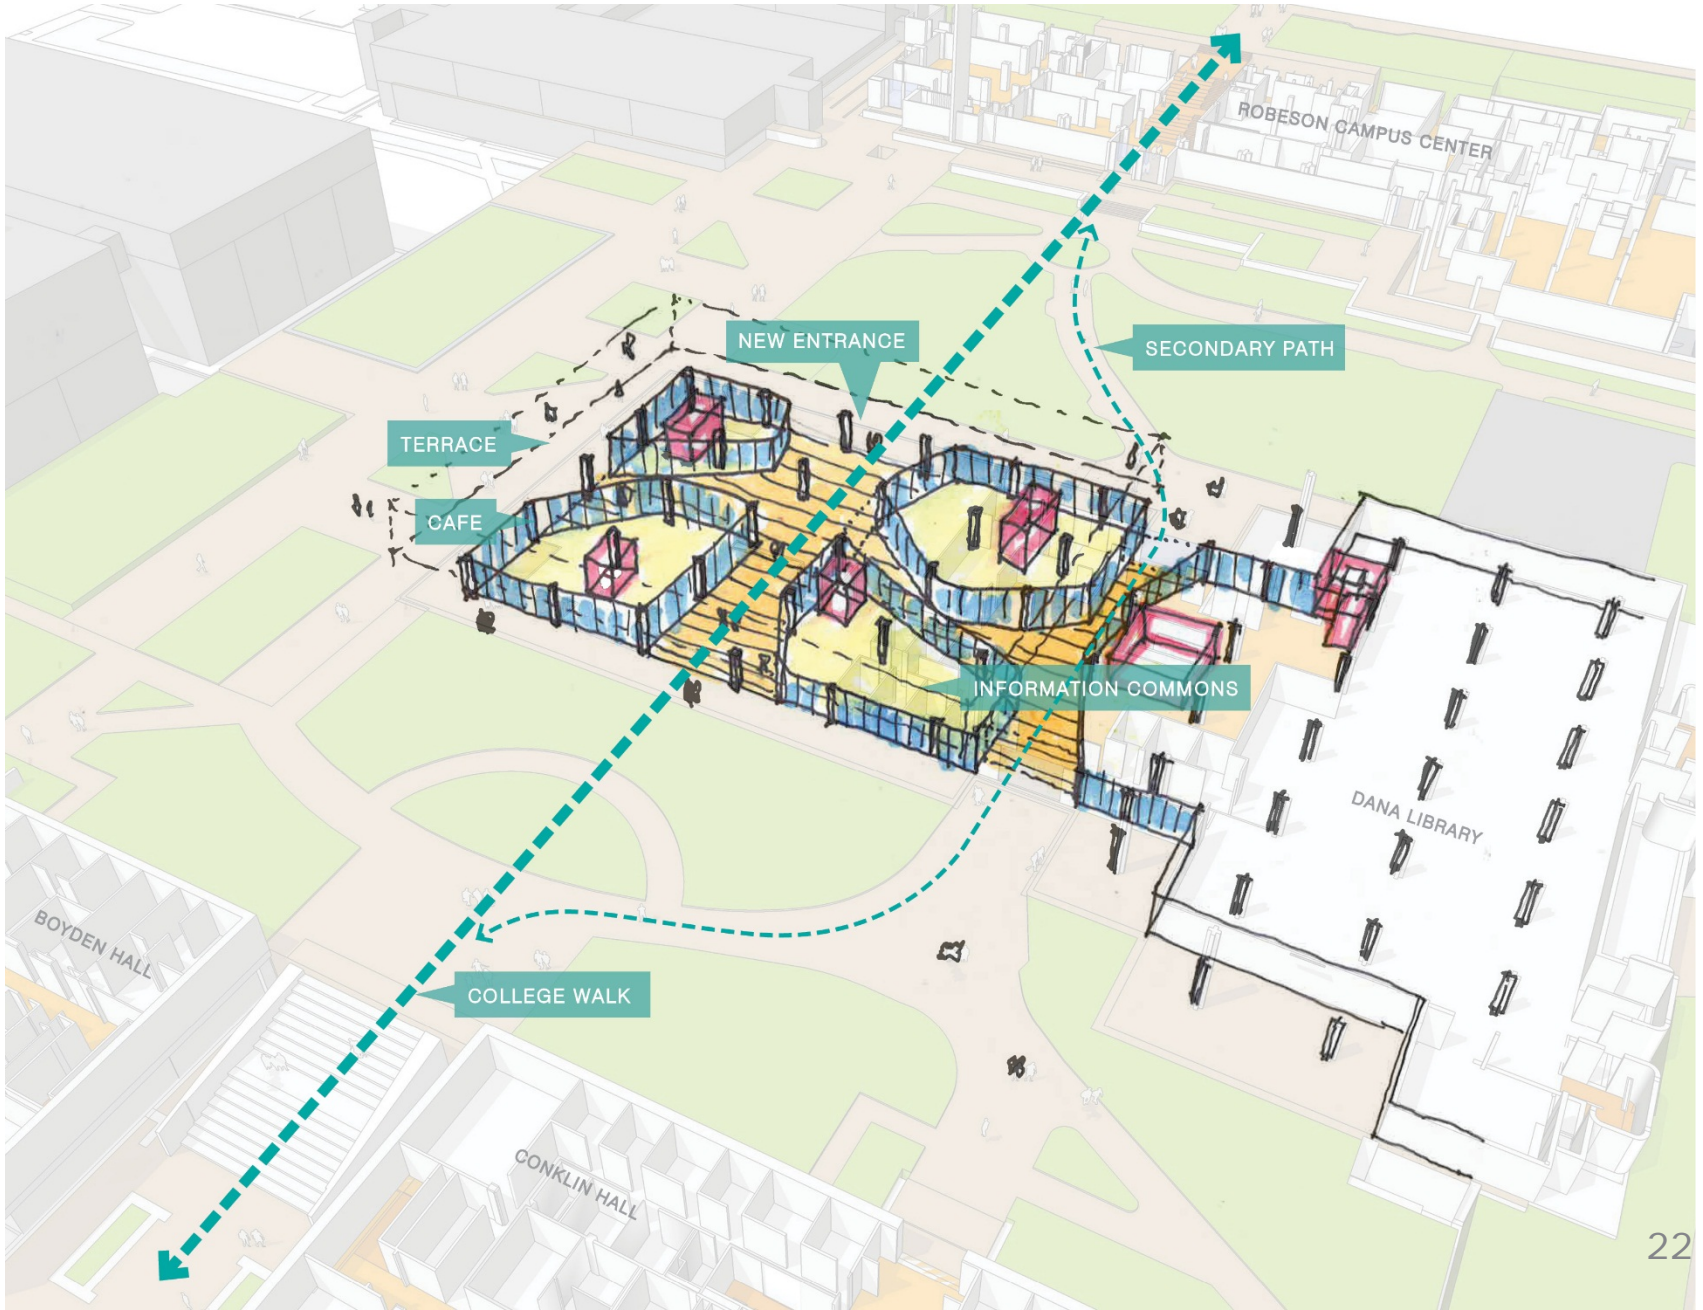 ROBESON CAMPUS CENTER
NEW ENTRANCE
SECONDARY PATH
TERRACE
CAFE
INFORMATION COMMONS
DANA LIBRARY
BOYDEN HALL
COLLEGE WALK
CONKLIN HALL
22